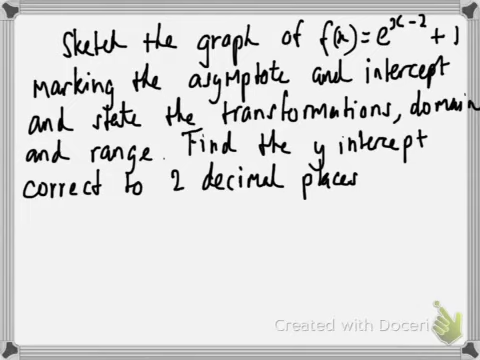 Sketch the graph of f(x) = e^{x-2} + 1
marking the asymptote and intercept
and state the transformations, domain
and range. Find the y intercept
correct to 2 decimal places
Created with Doceri